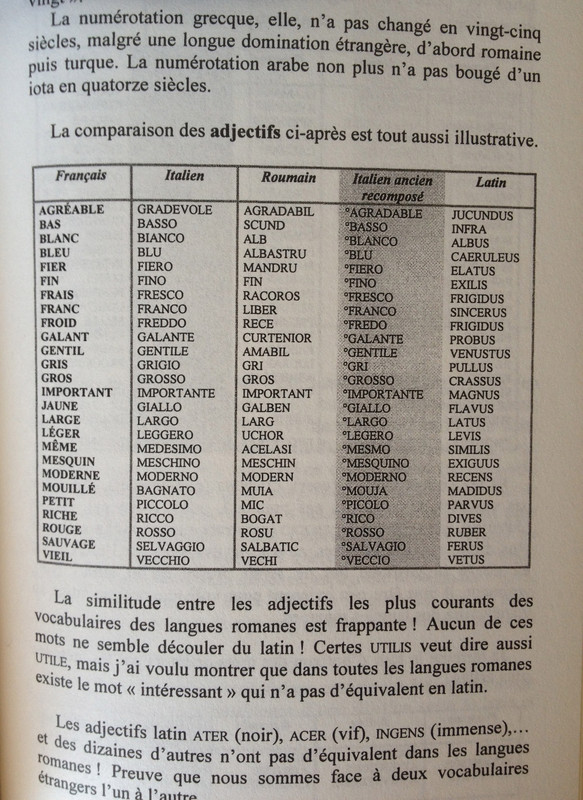 vingt ».
La numérotation grecque, elle, n'a pas changé en vingt-cinq
siècles, malgré une longue domination étrangère, d'abord romaine
puis turque. La numérotation arabe non plus n'a pas bougé d'un
iota en quatorze siècles.
La comparaison des adjectifs ci-après est tout aussi illustrative.
Français Italien Roumain Italien ancien recomposé Latin
AGRÉABLE GRADEVOLE AGRADABIL °AGRADABLE JUCUNDUS
BAS BASSO SCUND °BASSO INFRA
BLANC BIANCO ALB °BLANCO ALBUS
BLEU BLU ALBASTRU °BLU CAERULEUS
FIER FIERO MANDRU °FIERO ELATUS
FIN FINO FIN °FINO EXILIS
FRAIS FRESCO RACOROS °FRESCO FRIGIDUS
FRANC FRANCO LIBER °FRANCO SINCERUS
FROID FREDDO RECE °FREDO FRIGIDUS
GALANT GALANTE CURTENIOR °GALANTE PROBUS
GENTIL GENTILE AMABIL °GENTILE VENUSTUS
GRIS GRIGIO GRI °GRI PULLUS
GROS GROSSO GROS °GROSSO CRASSUS
IMPORTANT IMPORTANTE IMPORTANT °IMPORTANTE MAGNUS
JAUNE GIALLO GALBEN °GIALLO FLAVUS
LARGE LARGO LARG °LARGO LATUS
LÉGER LEGGERO UCHOR °LEGERO LEVIS
MÊME MEDESIMO ACELASI °MESMO SIMILIS
MESQUIN MESCHINO MESCHIN °MESQUINO EXIGUUS
MODERNE MODERNO MODERN °MODERNO RECENS
MOUILLÉ BAGNATO MUIA °MOUJA MADIDUS
PETIT PICCOLO MIC °PICOLO PARVUS
RICHE RICCO BOGAT °RICO DIVES
ROUGE ROSSO ROSU °ROSSO RUBER
SAUVAGE SELVAGGIO SALBATIC °SALVAGIO FERUS
VIEIL VECCHIO VECHI °VECCIO VETUS
La similitude entre les adjectifs les plus courants des
vocabulaires des langues romanes est frappante ! Aucun de ces
mots ne semble découler du latin ! Certes UTILIS veut dire aussi
UTILE, mais j'ai voulu montrer que dans toutes les langues romanes
existe le mot « intéressant » qui n'a pas d'équivalent en latin.
Les adjectifs latin ATER (noir), ACER (vif), INGENS (immense),...
et des dizaines d'autres n'ont pas d'équivalent dans les langues
romanes ! Preuve que nous sommes face à deux vocabulaires
étrangers l'un à l'autre